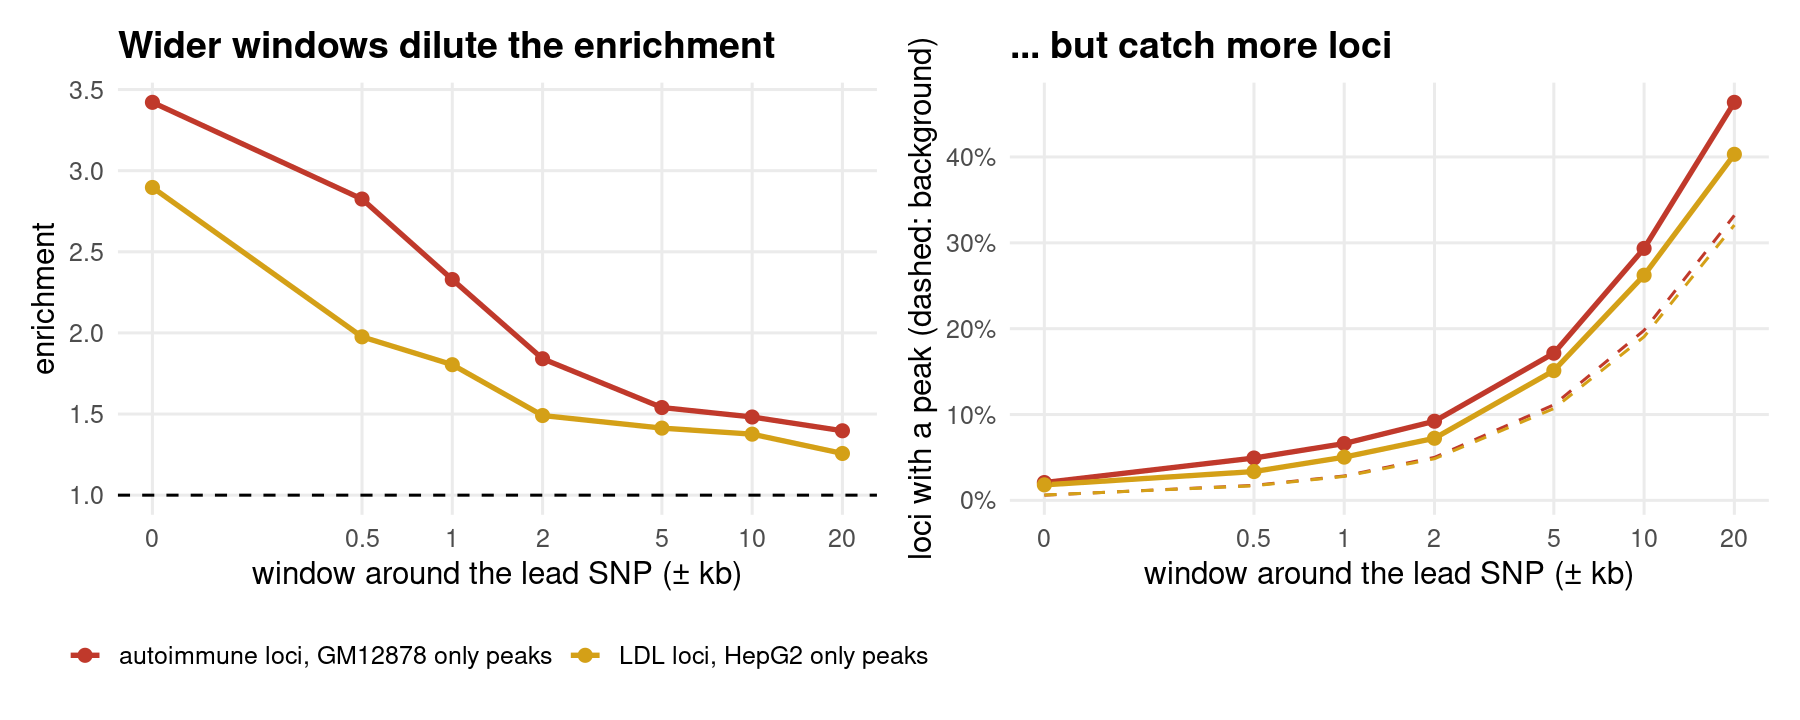 Wider windows dilute the enrichment
enrichment
3.5
3.0
2.5
2.0
1.5
1.0
0 0.5 1 2 5 10 20
window around the lead SNP (± kb)
... but catch more loci
loci with a peak (dashed: background)
40%
30%
20%
10%
0%
0 0.5 1 2 5 10 20
window around the lead SNP (± kb)
autoimmune loci, GM12878 only peaks
LDL loci, HepG2 only peaks